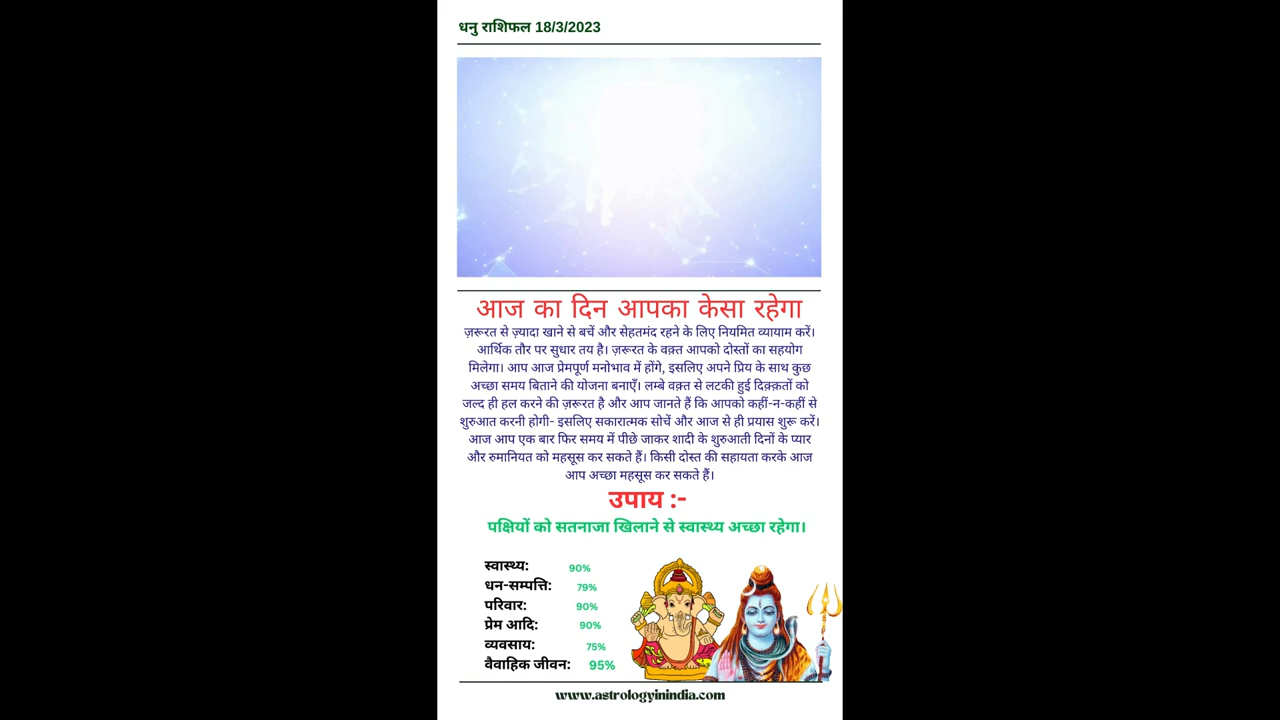 धनु राशिफल 18/3/2023
आज का दिन आपका केसा रहेगा
ज़रूरत से ज़्यादा खाने से बचें और सेहतमंद रहने के लिए नियमित व्यायाम करें।
आर्थिक तौर पर सुधार तय है। ज़रूरत के वक़्त आपको दोस्तों का सहयोग
मिलेगा। आप आज प्रेमपूर्ण मनोभाव में होंगे, इसलिए अपने प्रिय के साथ कुछ
अच्छा समय बिताने की योजना बनाएँ। लम्बे वक़्त से लटकी हुई दिक़्क़तों को
जल्द ही हल करने की ज़रूरत है और आप जानते हैं कि आपको कहीं-न-कहीं से
शुरुआत करनी होगी- इसलिए सकारात्मक सोचें और आज से ही प्रयास शुरू करें।
आज आप एक बार फिर समय में पीछे जाकर शादी के शुरुआती दिनों के प्यार
और रुमानियत को महसूस कर सकते हैं। किसी दोस्त की सहायता करके आज
आप अच्छा महसूस कर सकते हैं।
उपाय :-
पक्षियों को सतनाजा खिलाने से स्वास्थ्य अच्छा रहेगा।
स्वास्थ्य: 90%
धन-सम्पत्ति: 79%
परिवार: 90%
प्रेम आदि: 90%
व्यवसाय: 75%
वैवाहिक जीवन: 95%
www.astrologyinindia.com